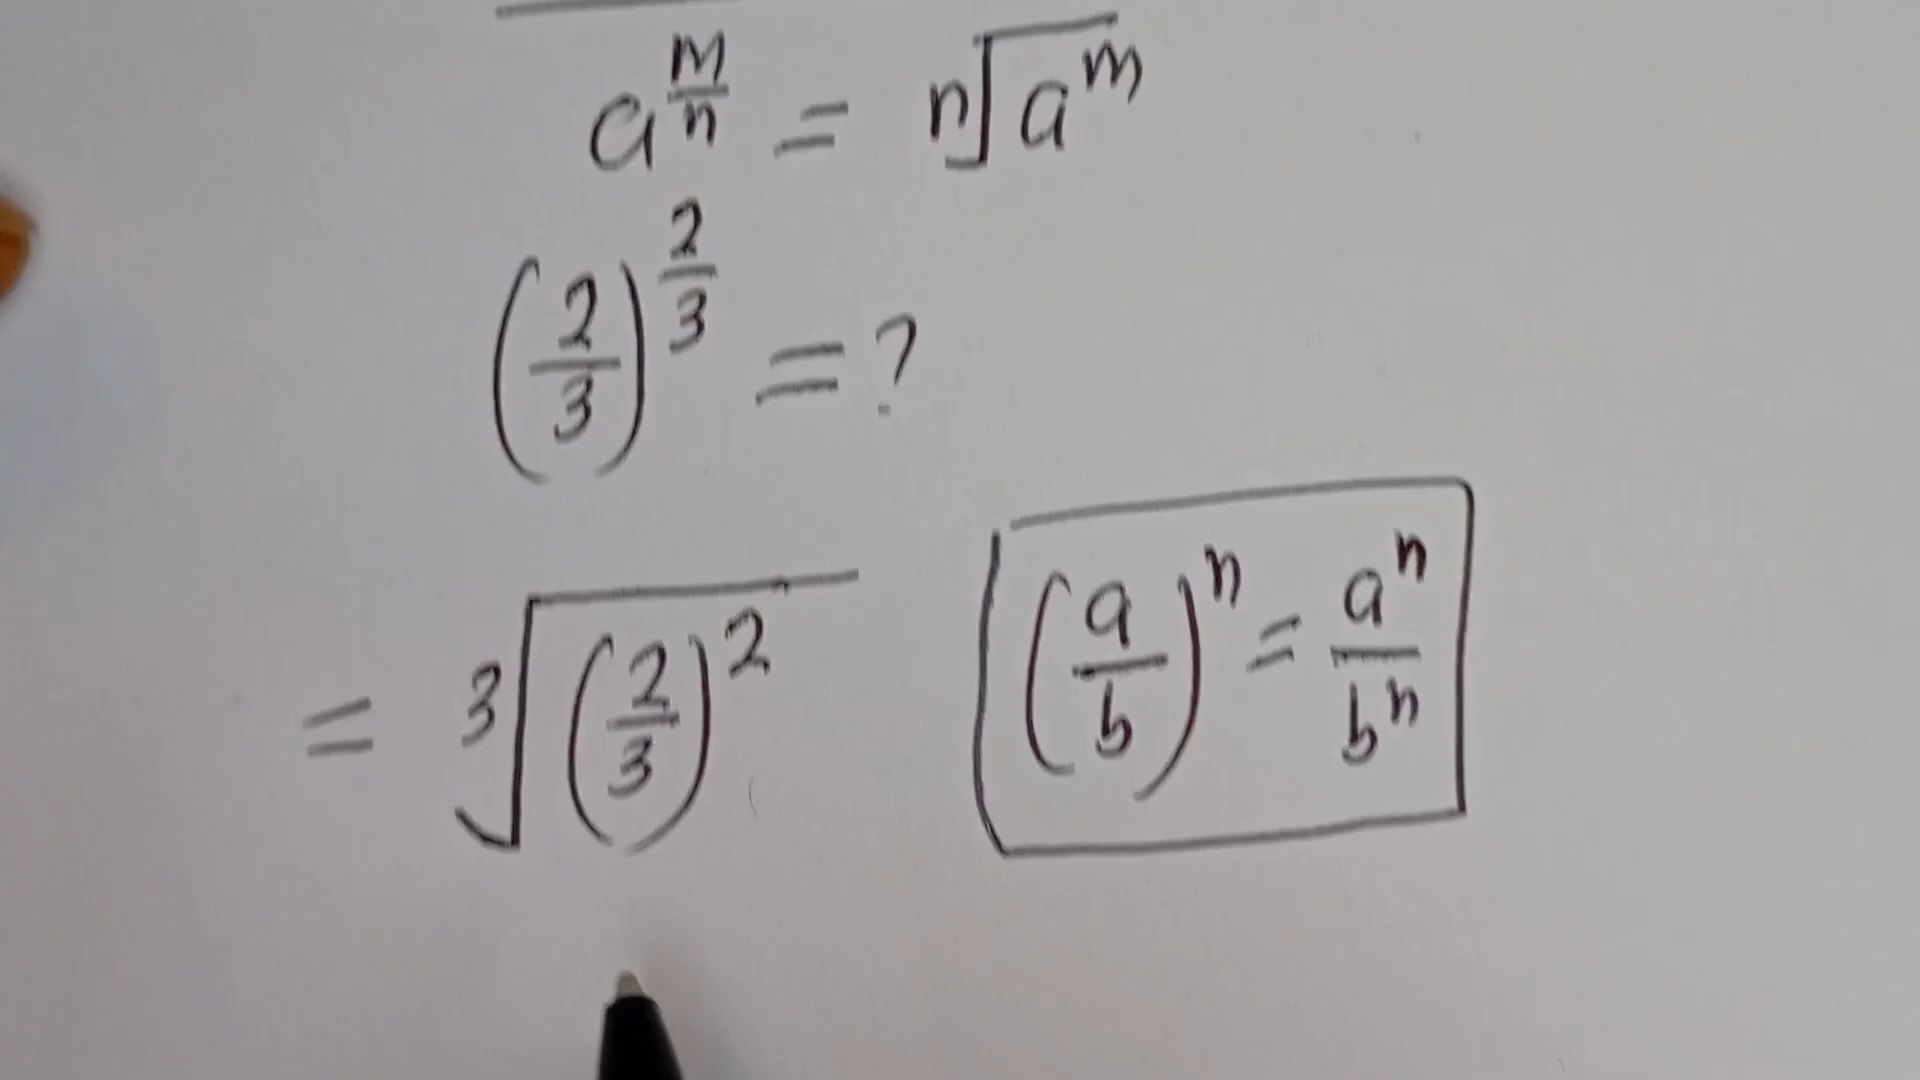 a^(m/n) = ⁿ√(a^m)
(2/3)^(2/3) = ?
= ³√((2/3)^2)
(a/b)^n = a^n/b^n